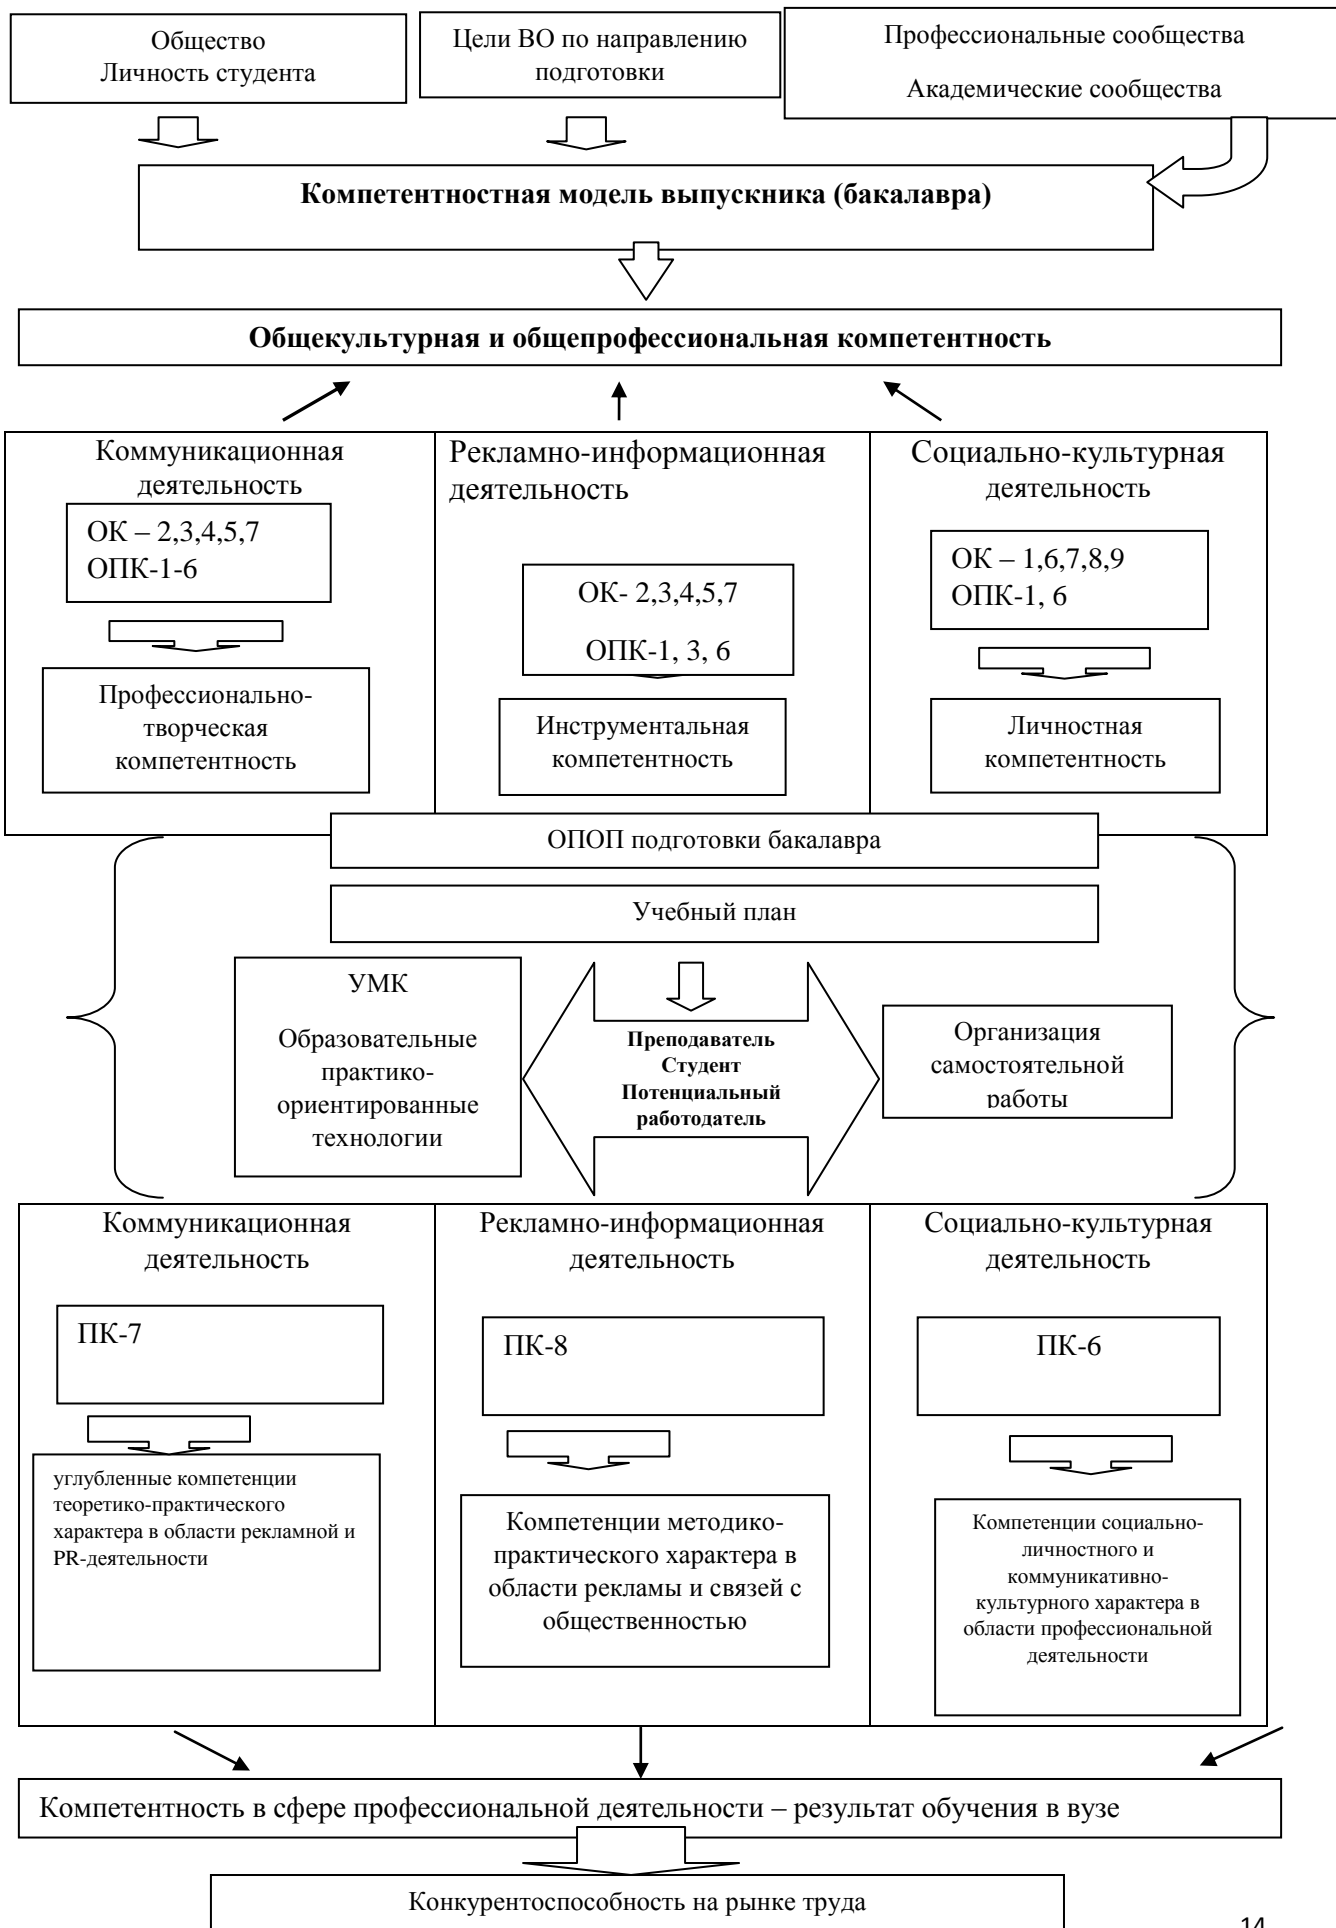 Общество
Личность студента
Цели ВО по направлению
подготовки
Профессиональные сообщества
Академические сообщества
Компетентностная модель выпускника (бакалавра)
Общекультурная и общепрофессиональная компетентность
Коммуникационная
деятельность
ОК – 2,3,4,5,7
ОПК-1-6
Профессионально-
творческая
компетентность
Рекламно-информационная
деятельность
ОК- 2,3,4,5,7
ОПК-1, 3, 6
Инструментальная
компетентность
Социально-культурная
деятельность
ОК – 1,6,7,8,9
ОПК-1, 6
Личностная
компетентность
ОПОП подготовки бакалавра
Учебный план
УМК
Образовательные
практико-
ориентированные
технологии
Преподаватель
Студент
Потенциальный
работодатель
Организация
самостоятельной
работы
Коммуникационная
деятельность
ПК-7
углубленные компетенции
теоретико-практического
характера в области рекламной и
PR-деятельности
Рекламно-информационная
деятельность
ПК-8
Компетенции методико-
практического характера в
области рекламы и связей с
общественностью
Социально-культурная
деятельность
ПК-6
Компетенции социально-
личностного и
коммуникативно-
культурного характера в
области профессиональной
деятельности
Компетентность в сфере профессиональной деятельности – результат обучения в вузе
Конкурентоспособность на рынке труда
14